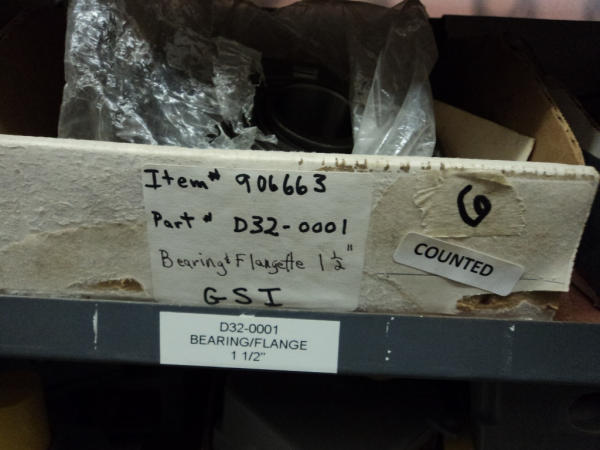 Item# 906663
Part# D32-0001
Bearing & Flangette 1 1/2"
GSI
6
COUNTED
D32-0001
BEARING/FLANGE
1 1/2"